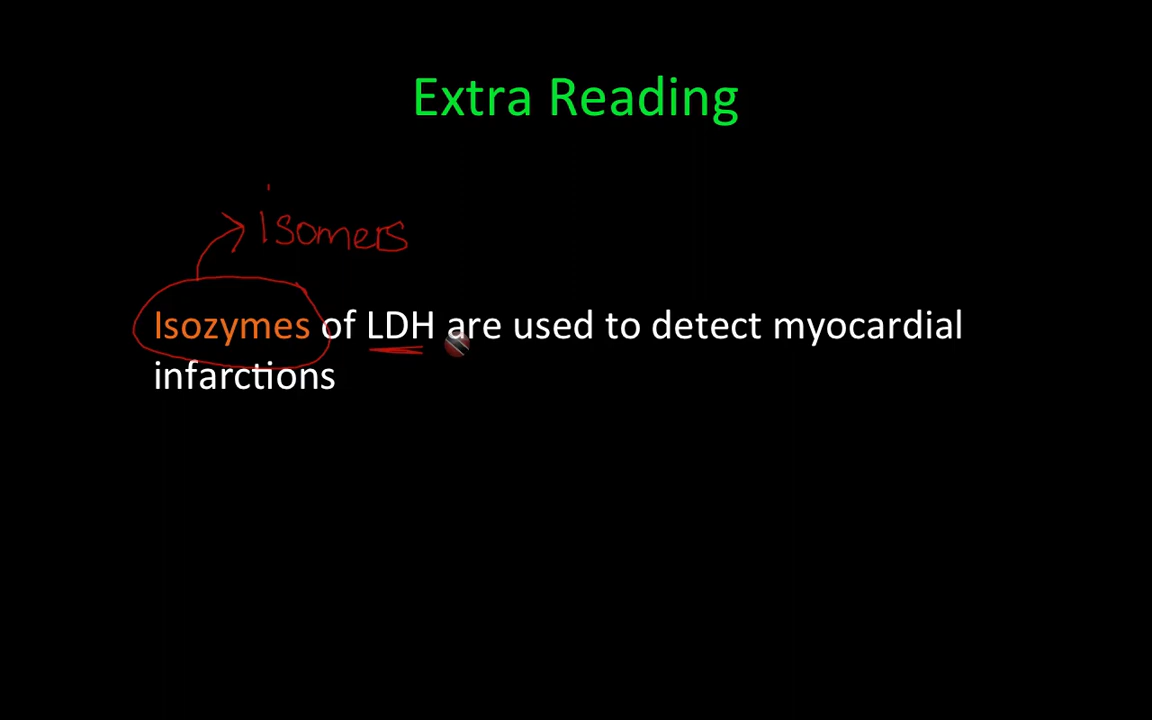 Extra Reading
isomers
Isozymes of LDH are used to detect myocardial
infarctions